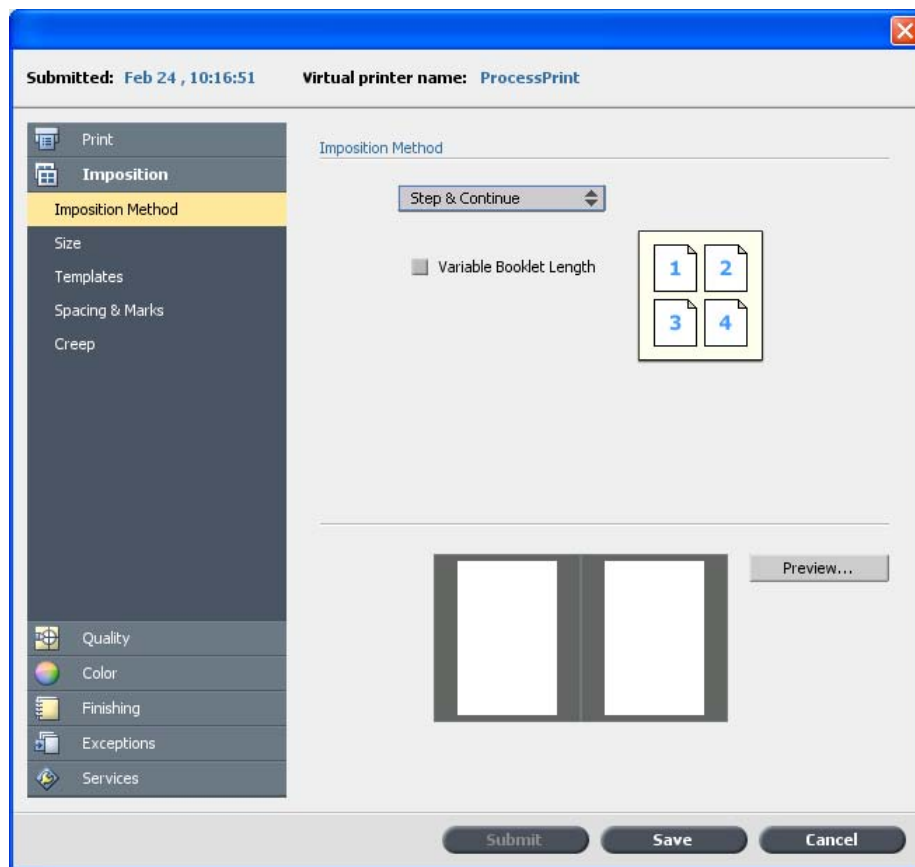 Submitted: Feb 24 , 10:16:51 Virtual printer name: ProcessPrint
Print
Imposition
Imposition Method
Size
Templates
Spacing & Marks
Creep
Quality
Color
Finishing
Exceptions
Services
Imposition Method
Step & Continue
Variable Booklet Length
1 2
3 4
Preview...
Submit Save Cancel